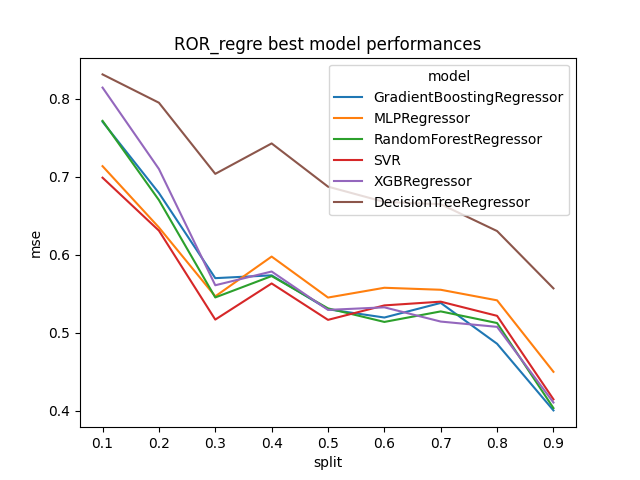 ROR_regre best model performances
model
GradientBoostingRegressor
MLPRegressor
RandomForestRegressor
SVR
XGBRegressor
DecisionTreeRegressor
mse
0.8
0.7
0.6
0.5
0.4
0.1 0.2 0.3 0.4 0.5 0.6 0.7 0.8 0.9
split